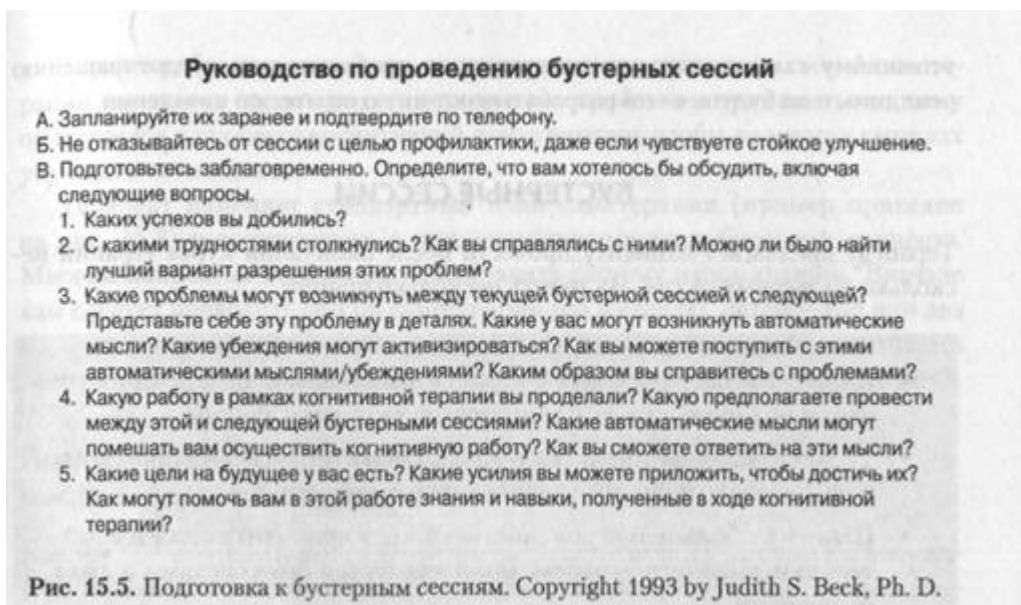 Руководство по проведению бустерных сессий
А. Запланируйте их заранее и подтвердите по телефону.
Б. Не отказывайтесь от сессии с целью профилактики, даже если чувствуете стойкое улучшение.
В. Подготовьтесь заблаговременно. Определите, что вам хотелось бы обсудить, включая
следующие вопросы.
1. Каких успехов вы добились?
2. С какими трудностями столкнулись? Как вы справлялись с ними? Можно ли было найти
лучший вариант разрешения этих проблем?
3. Какие проблемы могут возникнуть между текущей бустерной сессией и следующей?
Представьте себе эту проблему в деталях. Какие у вас могут возникнуть автоматические
мысли? Какие убеждения могут активизироваться? Как вы можете поступить с этими
автоматическими мыслями/убеждениями? Каким образом вы справитесь с проблемами?
4. Какую работу в рамках когнитивной терапии вы проделали? Какую предполагаете провести
между этой и следующей бустерными сессиями? Какие автоматические мысли могут
помешать вам осуществить когнитивную работу? Как вы сможете ответить на эти мысли?
5. Какие цели на будущее у вас есть? Какие усилия вы можете приложить, чтобы достичь их?
Как могут помочь вам в этой работе знания и навыки, полученные в ходе когнитивной
терапии?
Рис. 15.5. Подготовка к бустерным сессиям. Copyright 1993 by Judith S. Beck, Ph. D.